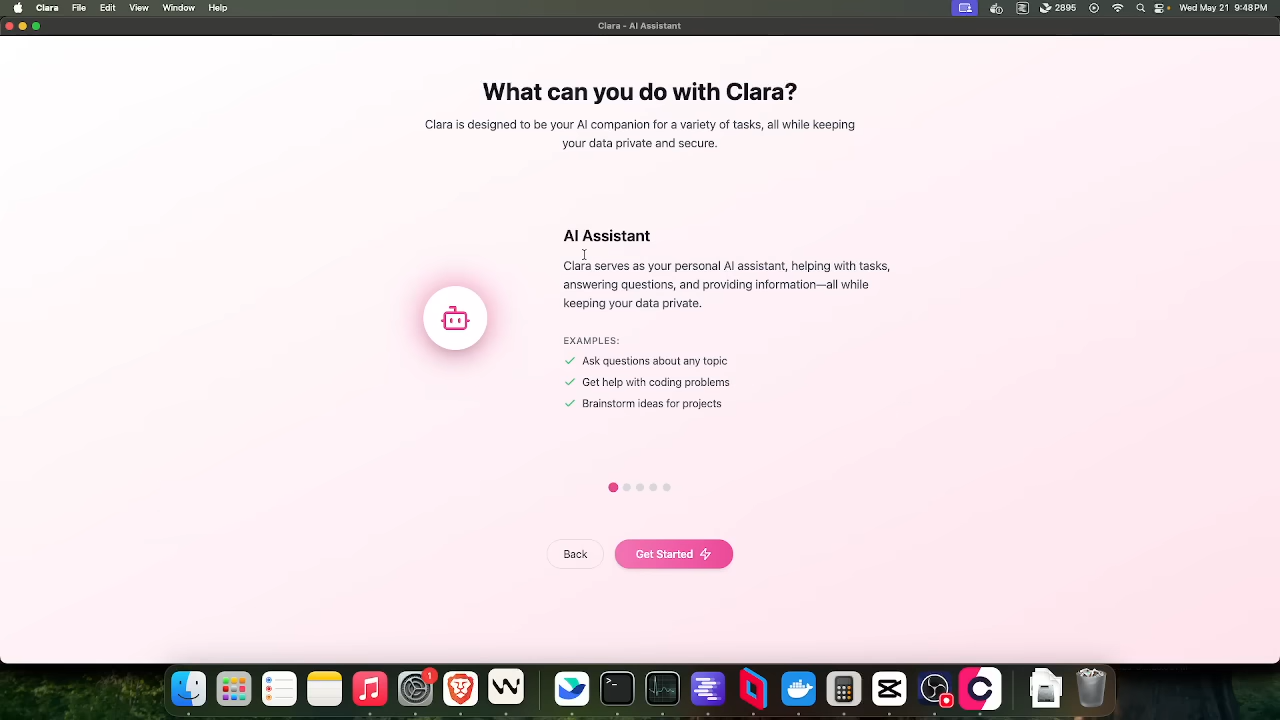 Clara File Edit View Window Help 2895 Wed May 21 9:48 PM
Clara - AI Assistant
What can you do with Clara?
Clara is designed to be your AI companion for a variety of tasks, all while keeping
your data private and secure.
AI Assistant
Clara serves as your personal AI assistant, helping with tasks,
answering questions, and providing information—all while
keeping your data private.
EXAMPLES:
Ask questions about any topic
Get help with coding problems
Brainstorm ideas for projects
Back Get Started
1